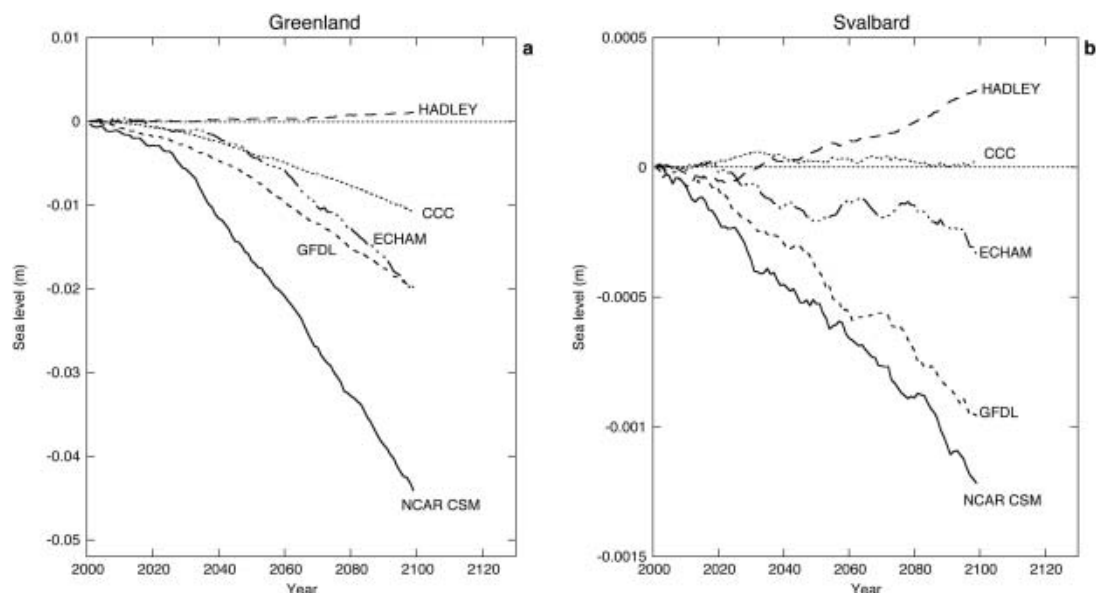 Greenland
a
0.01
0
-0.01
-0.02
-0.03
-0.04
-0.05
Sea level (m)
HADLEY
CCC
ECHAM
GFDL
NCAR CSM
2000 2020 2040 2060 2080 2100 2120
Year
Svalbard
b
0.0005
0
-0.0005
-0.001
-0.0015
Sea level (m)
HADLEY
CCC
ECHAM
GFDL
NCAR CSM
2000 2020 2040 2060 2080 2100 2120
Year